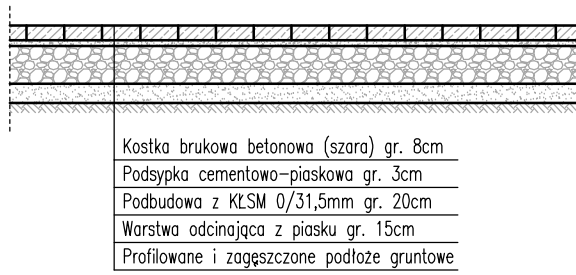 Kostka brukowa betonowa (szara) gr. 8cm
Podsypka cementowo-piaskowa gr. 3cm
Podbudowa z KŁSM 0/31,5mm gr. 20cm
Warstwa odcinająca z piasku gr. 15cm
Profilowane i zagęszczone podłoże gruntowe